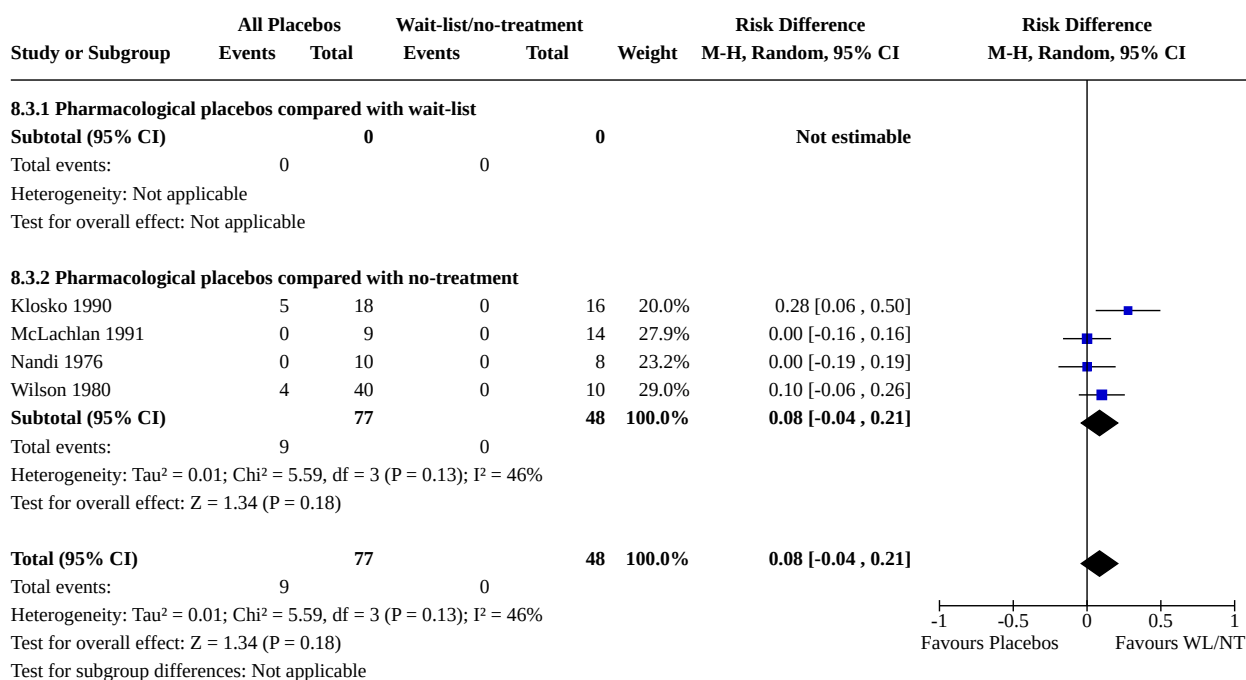 All Placebos Wait-list/no-treatment Risk Difference Risk Difference
Study or Subgroup Events Total Events Total Weight M-H, Random, 95% CI M-H, Random, 95% CI
8.3.1 Pharmacological placebos compared with wait-list
Subtotal (95% CI) 0 0 Not estimable
Total events: 0 0
Heterogeneity: Not applicable
Test for overall effect: Not applicable
8.3.2 Pharmacological placebos compared with no-treatment
Klosko 1990 5 18 0 16 20.0% 0.28 [0.06 , 0.50]
McLachlan 1991 0 9 0 14 27.9% 0.00 [-0.16 , 0.16]
Nandi 1976 0 10 0 8 23.2% 0.00 [-0.19 , 0.19]
Wilson 1980 4 40 0 10 29.0% 0.10 [-0.06 , 0.26]
Subtotal (95% CI) 77 48 100.0% 0.08 [-0.04 , 0.21]
Total events: 9 0
Heterogeneity: Tau² = 0.01; Chi² = 5.59, df = 3 (P = 0.13); I² = 46%
Test for overall effect: Z = 1.34 (P = 0.18)
Total (95% CI) 77 48 100.0% 0.08 [-0.04 , 0.21]
Total events: 9 0
Heterogeneity: Tau² = 0.01; Chi² = 5.59, df = 3 (P = 0.13); I² = 46%
Test for overall effect: Z = 1.34 (P = 0.18)
Test for subgroup differences: Not applicable
-1 -0.5 0 0.5 1
Favours Placebos Favours WL/NT